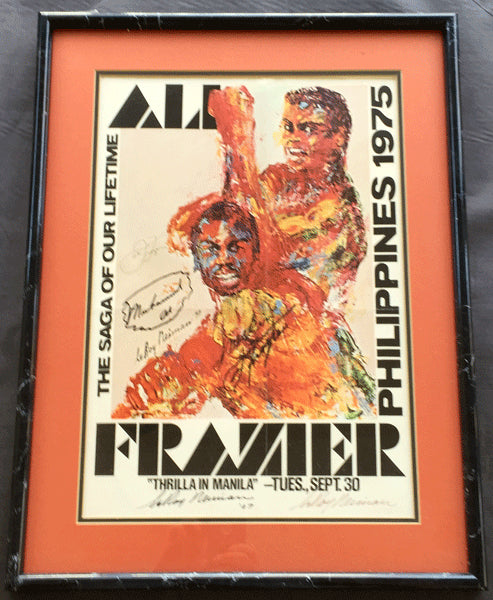 ALI
THE SAGA OF OUR LIFETIME
PHILIPPINES 1975
Muhammad
Ali
LeRoy Neiman
FRAZIER
"THRILLA IN MANILA" –TUES., SEPT. 30
LeRoy Neiman
LeRoy Neiman